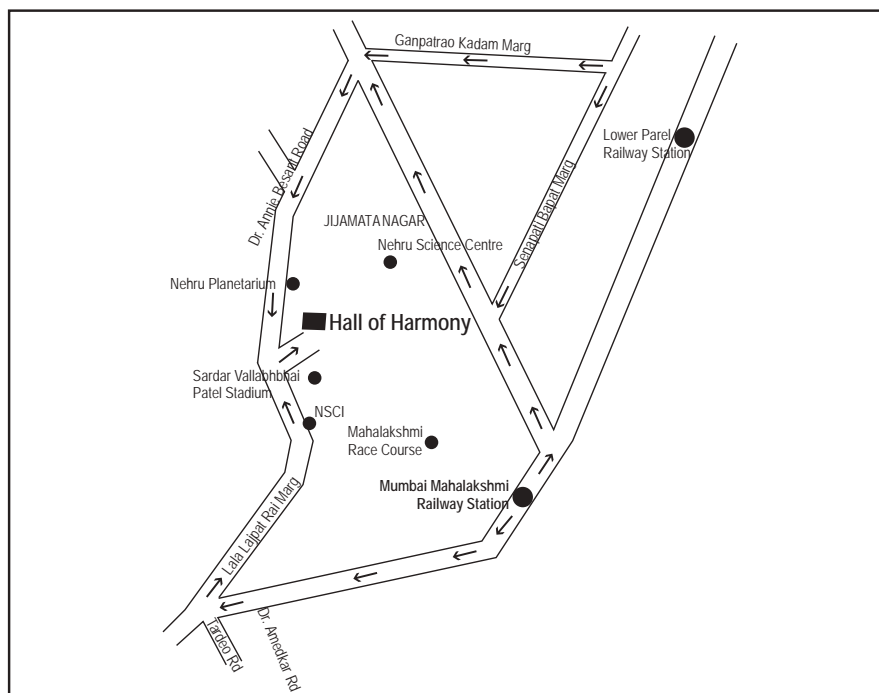 Ganpatrao Kadam Marg
Lower Parel
Railway Station
Dr. Annie Besant Road
Senapati Bapat Marg
JIJAMATA NAGAR
Nehru Science Centre
Nehru Planetarium
Hall of Harmony
Sardar Vallabhbhai
Patel Stadium
NSCI
Mahalakshmi
Race Course
Mumbai Mahalakshmi
Railway Station
Lala Lajpat Rai Marg
Tardeo Rd
Dr. Amedkar Rd